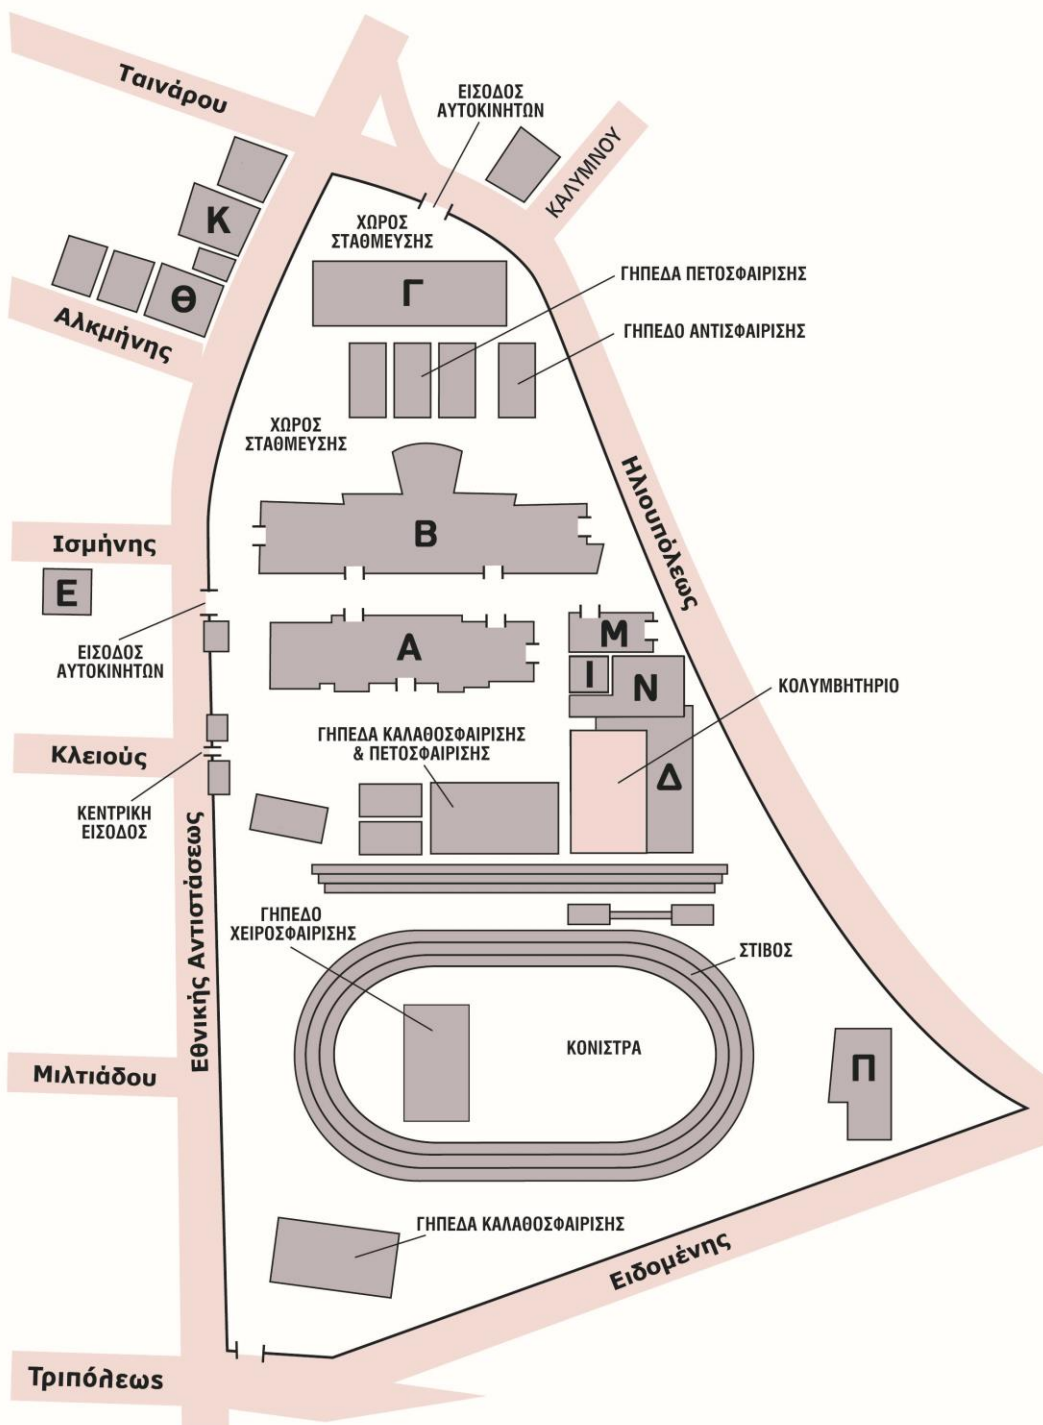 Ταινάρου
ΕΙΣΟΔΟΣ
ΑΥΤΟΚΙΝΗΤΩΝ
ΚΑΛΥΜΝΟΥ
Κ
ΧΩΡΟΣ
ΣΤΑΘΜΕΥΣΗΣ
Γ
ΓΗΠΕΔΑ ΠΕΤΟΣΦΑΙΡΙΣΗΣ
Θ
Αλκμήνης
ΓΗΠΕΔΟ ΑΝΤΙΣΦΑΙΡΙΣΗΣ
ΧΩΡΟΣ
ΣΤΑΘΜΕΥΣΗΣ
Ηλιουπόλεως
Β
Ισμήνης
Ε
ΕΙΣΟΔΟΣ
ΑΥΤΟΚΙΝΗΤΩΝ
Α
Μ
Ι
Ν
ΚΟΛΥΜΒΗΤΗΡΙΟ
ΓΗΠΕΔΑ ΚΑΛΑΘΟΣΦΑΙΡΙΣΗΣ
& ΠΕΤΟΣΦΑΙΡΙΣΗΣ
Κλειούς
Δ
ΚΕΝΤΡΙΚΗ
ΕΙΣΟΔΟΣ
Εθνικής Αντιστάσεως
ΓΗΠΕΔΟ
ΧΕΙΡΟΣΦΑΙΡΙΣΗΣ
ΣΤΙΒΟΣ
ΚΟΝΙΣΤΡΑ
Π
Μιλτιάδου
ΓΗΠΕΔΑ ΚΑΛΑΘΟΣΦΑΙΡΙΣΗΣ
Ειδομένης
Τριπόλεωs